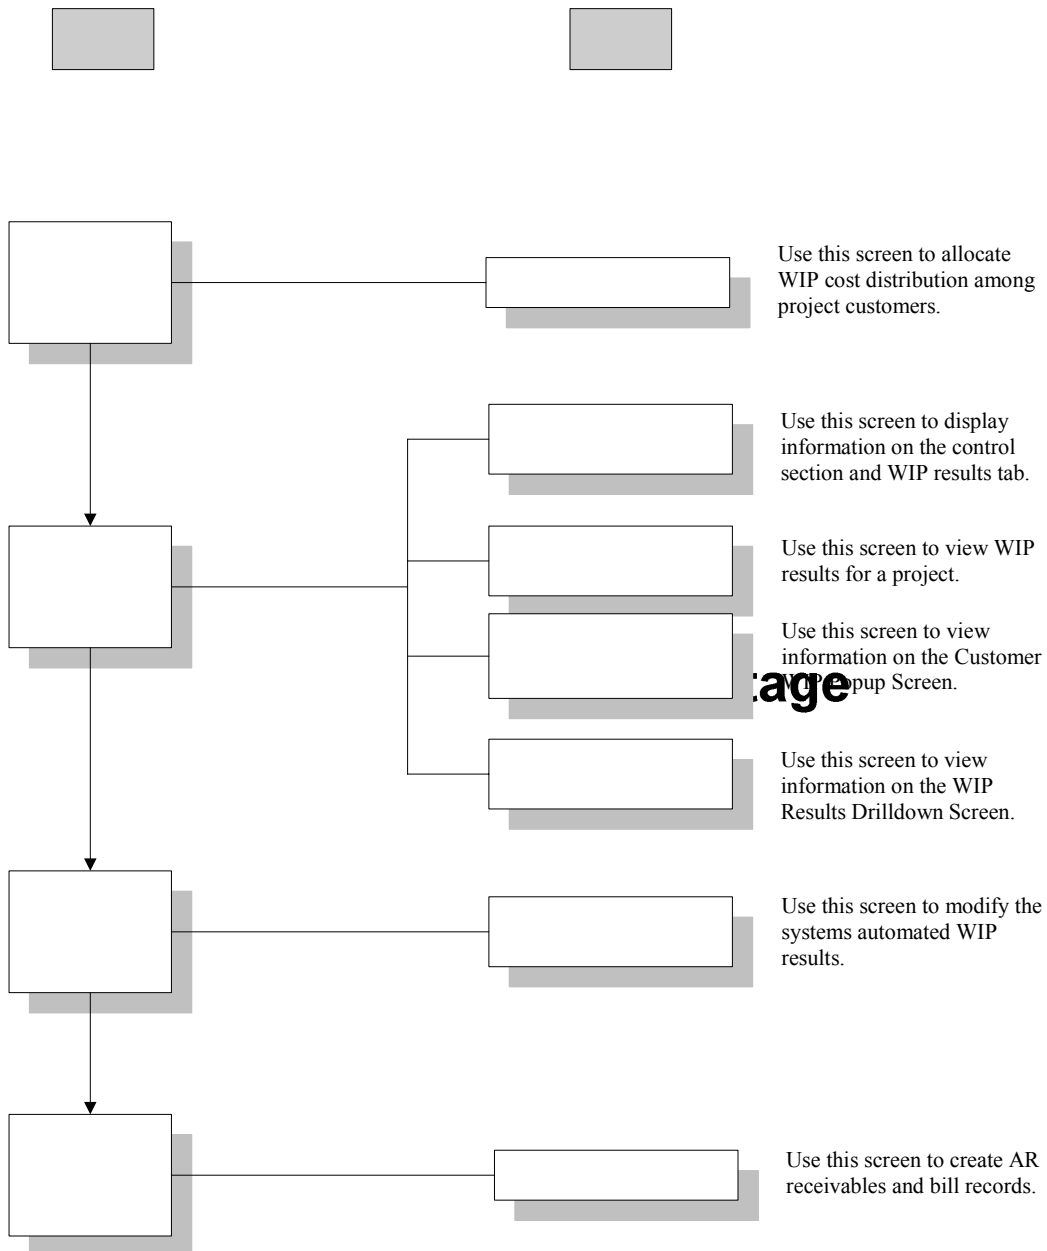 Use this screen to allocate
WIP cost distribution among
project customers.
Use this screen to display
information on the control
section and WIP results tab.
Use this screen to view WIP
results for a project.
Use this screen to view
information on the Customer
WIP Popup Screen.
tage
Use this screen to view
information on the WIP
Results Drilldown Screen.
Use this screen to modify the
systems automated WIP
results.
Use this screen to create AR
receivables and bill records.